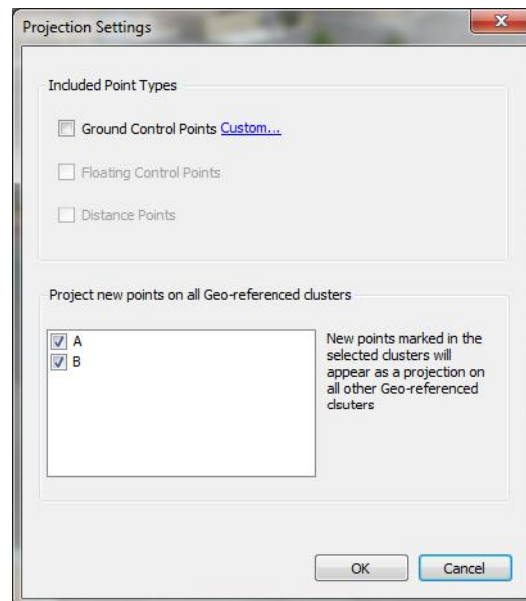 Projection Settings
Included Point Types
Ground Control Points Custom...
Floating Control Points
Distance Points
Project new points on all Geo-referenced clusters
A
B
New points marked in the
selected clusters will
appear as a projection on
all other Geo-referenced
clsuters
OK
Cancel